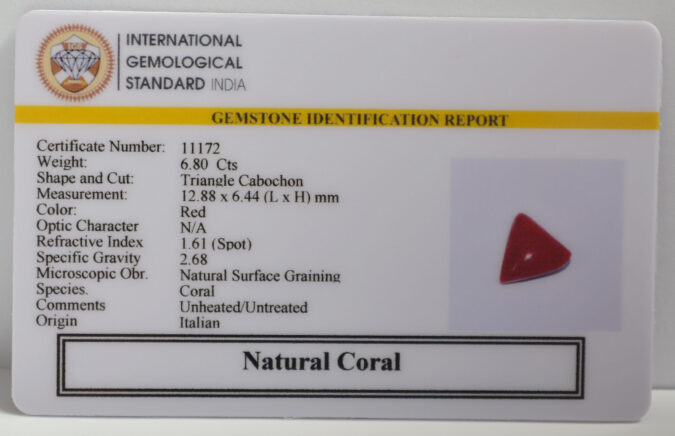 IGS
INTERNATIONAL
GEMOLOGICAL
STANDARD INDIA
GEMSTONE IDENTIFICATION REPORT
Certificate Number: 11172
Weight: 6.80 Cts
Shape and Cut: Triangle Cabochon
Measurement: 12.88 x 6.44 (L x H) mm
Color: Red
Optic Character N/A
Refractive Index 1.61 (Spot)
Specific Gravity 2.68
Microscopic Obr. Natural Surface Graining
Species. Coral
Comments Unheated/Untreated
Origin Italian
Natural Coral